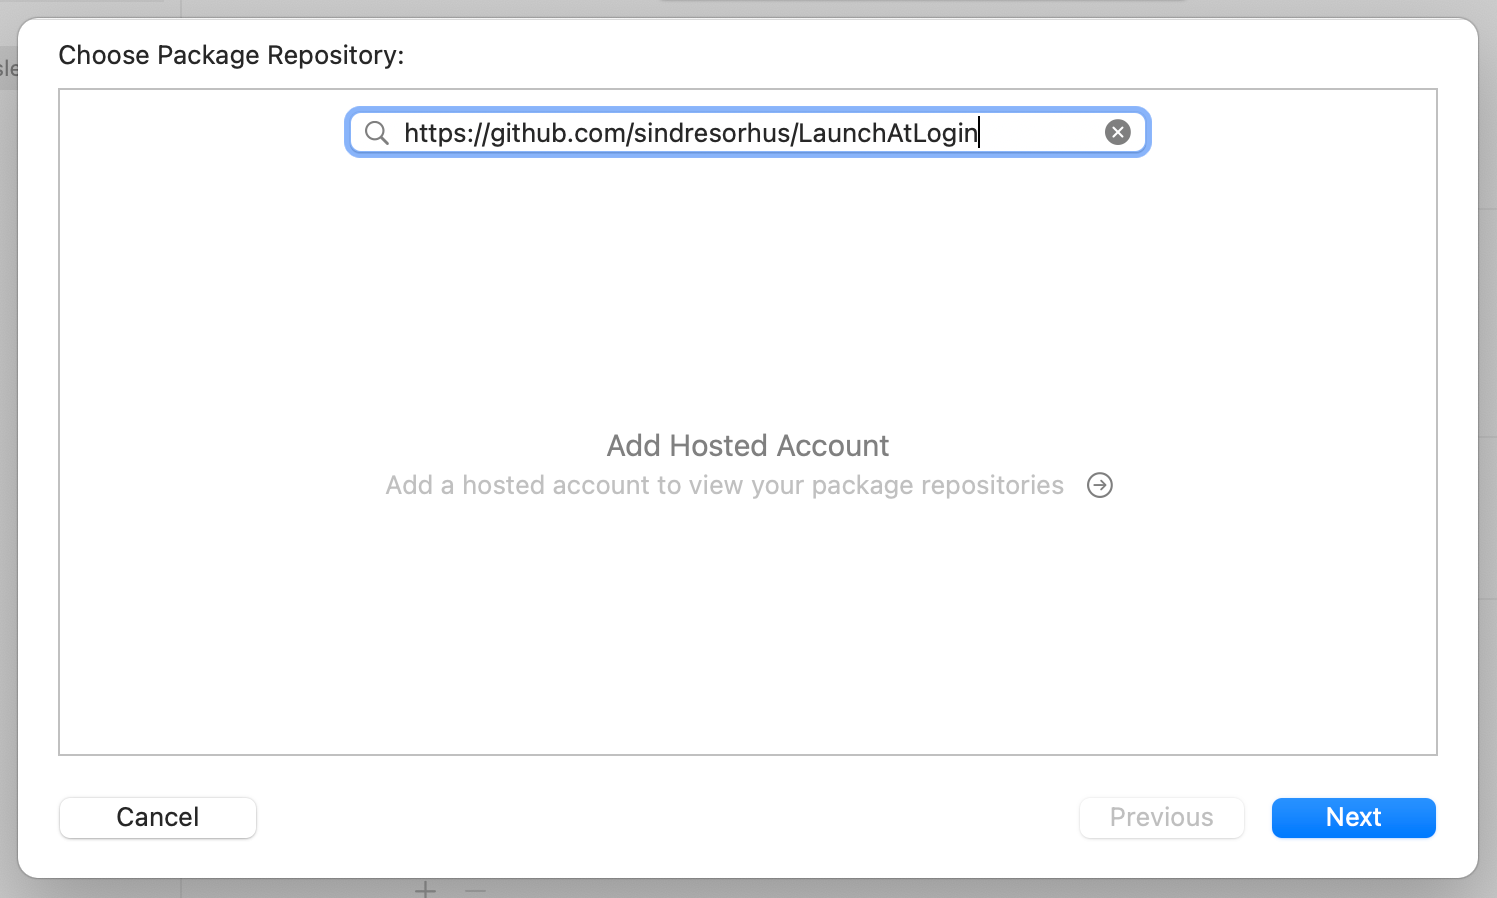 Choose Package Repository:
https://github.com/sindresorhus/LaunchAtLogin
Add Hosted Account
Add a hosted account to view your package repositories
Cancel
Previous
Next